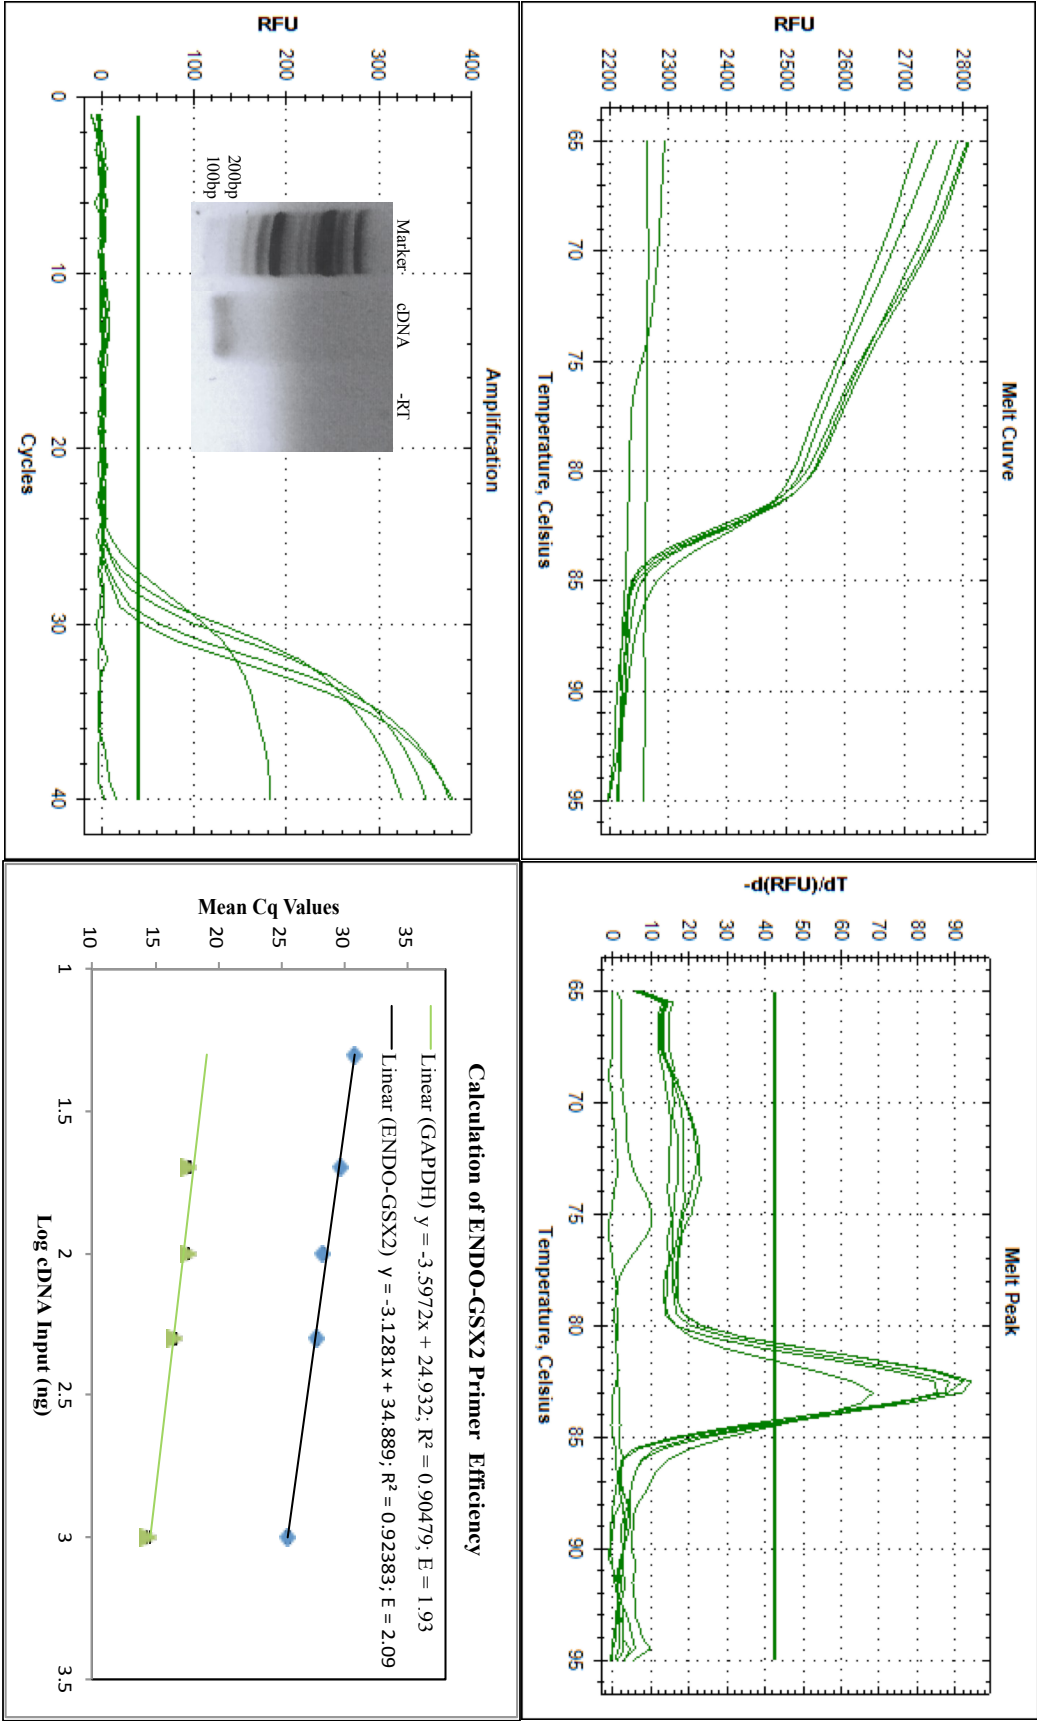 Melt Curve
RFU
2800
2700
2600
2500
2400
2300
2200
65
70
75
80
85
90
95
Temperature, Celsius
Melt Peak
-d(RFU)/dT
90
80
70
60
50
40
30
20
10
0
65
70
75
80
85
90
95
Temperature, Celsius
Amplification
RFU
400
300
200
100
0
Marker
cDNA
-RT
200bp
100bp
0
10
20
30
40
Cycles
Calculation of ENDO-GSX2 Primer Efficiency
Linear (GAPDH) y = -3.5972x + 24.932; R² = 0.90479; E = 1.93
Linear (ENDO-GSX2) y = -3.1281x + 34.889; R² = 0.92383; E = 2.09
Mean Cq Values
35
30
25
20
15
10
1
1.5
2
2.5
3
3.5
Log cDNA Input (ng)